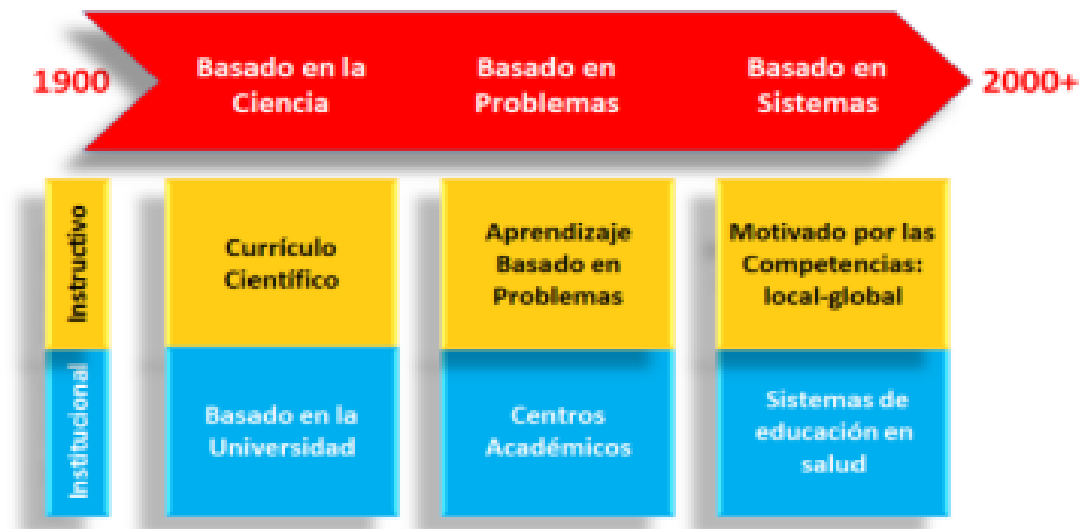 1900
Basado en la
Ciencia
Basado en
Problemas
Basado en
Sistemas
2000+
Instructivo
Currículo
Científico
Aprendizaje
Basado en
Problemas
Motivado por las
Competencias:
local-global
Institucional
Basado en la
Universidad
Centros
Académicos
Sistemas de
educación en
salud